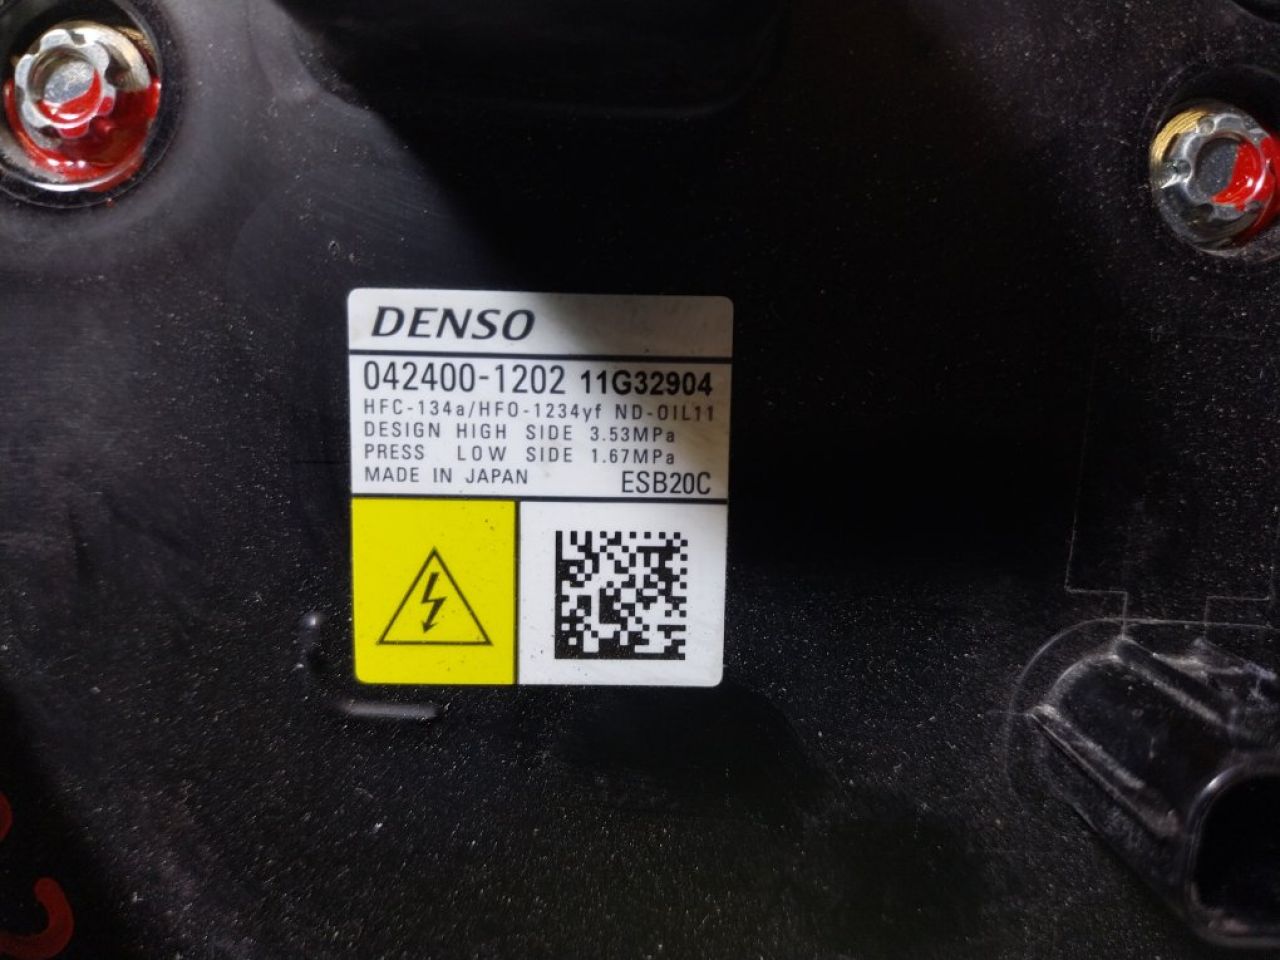 DENSO
042400-1202 11G32904
HFC-134a/HFO-1234yf ND-OIL11
DESIGN HIGH SIDE 3.53MPa
PRESS LOW SIDE 1.67MPa
MADE IN JAPAN ESB20C